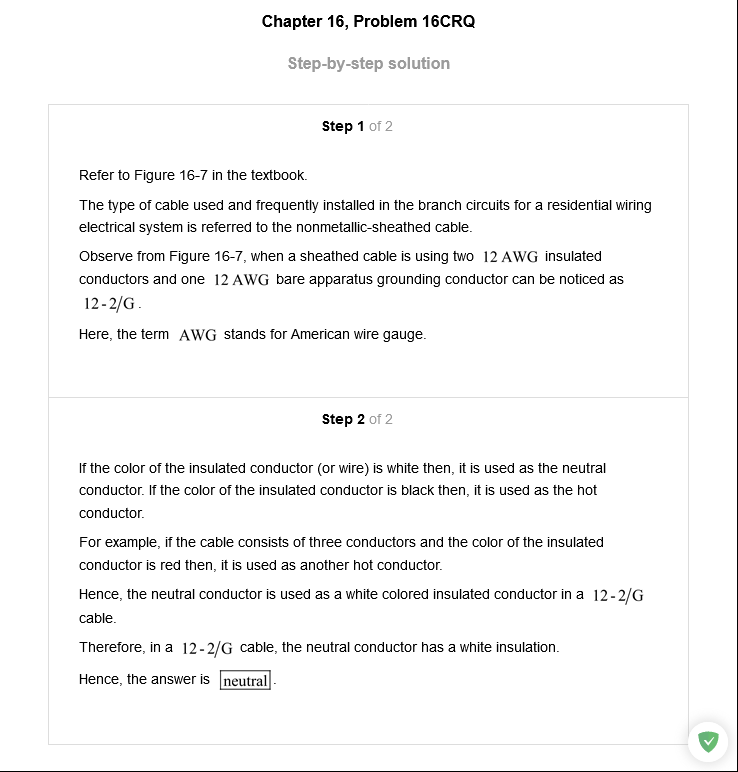 Chapter 16, Problem 16CRQ
Step-by-step solution
Step 1 of 2
Refer to Figure 16-7 in the textbook.
The type of cable used and frequently installed in the branch circuits for a residential wiring
electrical system is referred to the nonmetallic-sheathed cable.
Observe from Figure 16-7, when a sheathed cable is using two 12 AWG insulated
conductors and one 12 AWG bare apparatus grounding conductor can be noticed as
12-2/G.
Here, the term AWG stands for American wire gauge.
Step 2 of 2
If the color of the insulated conductor (or wire) is white then, it is used as the neutral
conductor. If the color of the insulated conductor is black then, it is used as the hot
conductor.
For example, if the cable consists of three conductors and the color of the insulated
conductor is red then, it is used as another hot conductor.
Hence, the neutral conductor is used as a white colored insulated conductor in a 12-2/G
cable.
Therefore, in a 12-2/G cable, the neutral conductor has a white insulation.
Hence, the answer is neutral.